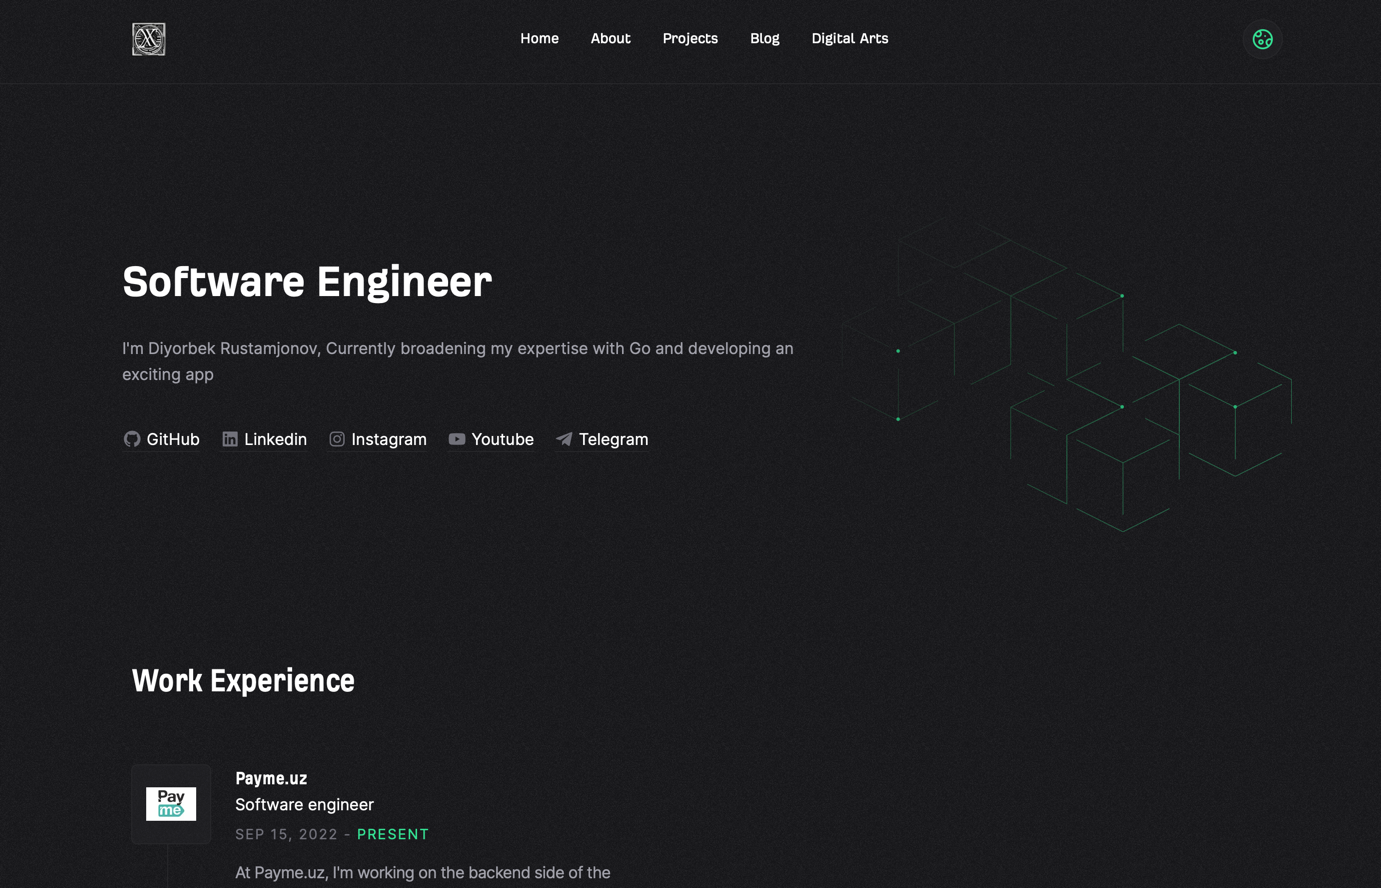 Home About Projects Blog Digital Arts
Software Engineer
I'm Diyorbek Rustamjonov, Currently broadening my expertise with Go and developing an
exciting app
GitHub Linkedin Instagram Youtube Telegram
Work Experience
Pay
me
Payme.uz
Software engineer
SEP 15, 2022 - PRESENT
At Payme.uz, I'm working on the backend side of the